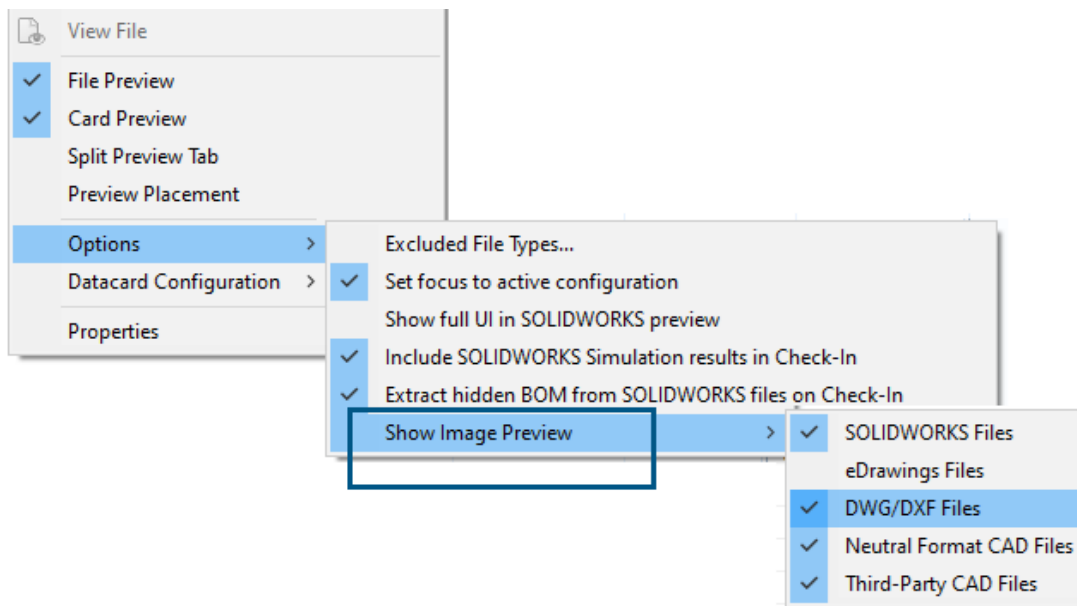 View File
File Preview
Card Preview
Split Preview Tab
Preview Placement
Options
Datacard Configuration
Properties
Excluded File Types...
Set focus to active configuration
Show full UI in SOLIDWORKS preview
Include SOLIDWORKS Simulation results in Check-In
Extract hidden BOM from SOLIDWORKS files on Check-In
Show Image Preview
SOLIDWORKS Files
eDrawings Files
DWG/DXF Files
Neutral Format CAD Files
Third-Party CAD Files